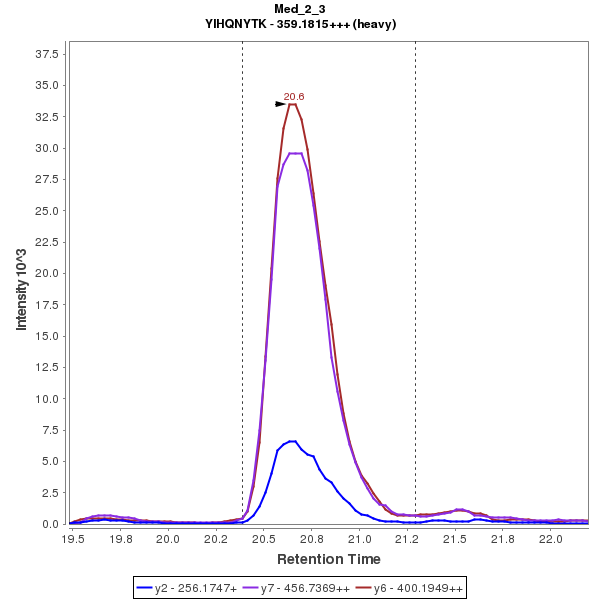 Med_2_3
YIHQNYTK - 359.1815+++ (heavy)
Intensity 10^3
37.5
35.0
32.5
30.0
27.5
25.0
22.5
20.0
17.5
15.0
12.5
10.0
7.5
5.0
2.5
0.0
20.6
19.5 19.8 20.0 20.2 20.5 20.8 21.0 21.2 21.5 21.8 22.0
Retention Time
y2 - 256.1747+ y7 - 456.7369++ y6 - 400.1949++